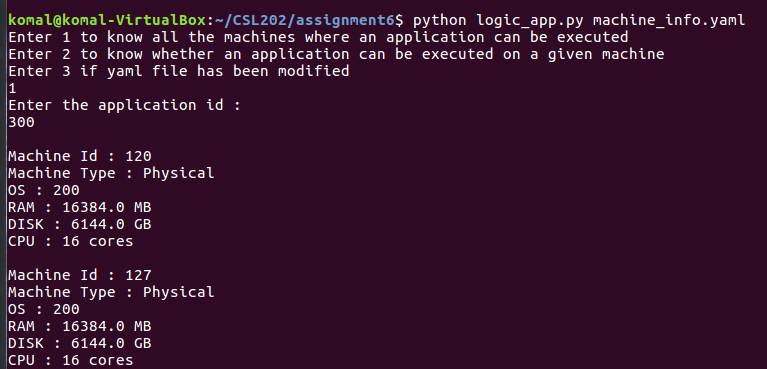 komal@komal-VirtualBox:~/CSL202/assignment6$ python logic_app.py machine_info.yaml
Enter 1 to know all the machines where an application can be executed
Enter 2 to know whether an application can be executed on a given machine
Enter 3 if yaml file has been modified
1
Enter the application id :
300
Machine Id : 120
Machine Type : Physical
OS : 200
RAM : 16384.0 MB
DISK : 6144.0 GB
CPU : 16 cores
Machine Id : 127
Machine Type : Physical
OS : 200
RAM : 16384.0 MB
DISK : 6144.0 GB
CPU : 16 cores